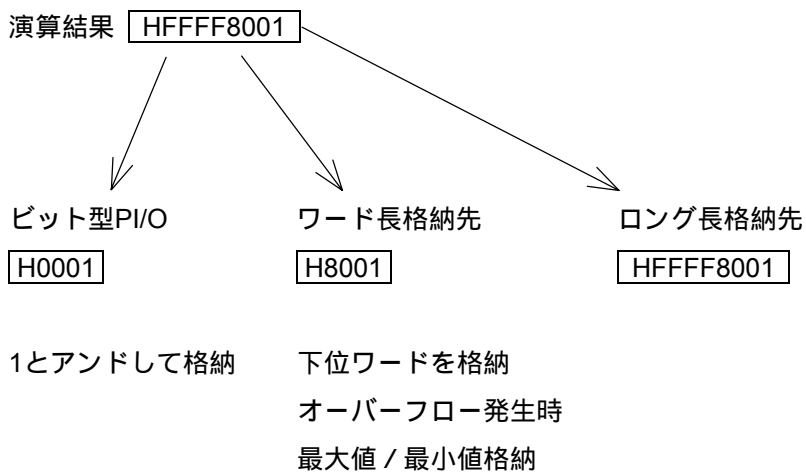 演算結果 HFFFF8001
ビット型PI/O ワード長格納先 ロング長格納先
H0001 H8001 HFFFF8001
1とアンドして格納 下位ワードを格納
オーバーフロー発生時
最大値 / 最小値格納